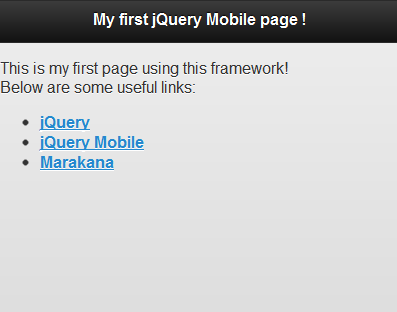 My first jQuery Mobile page !
This is my first page using this framework!
Below are some useful links:
jQuery
jQuery Mobile
Marakana